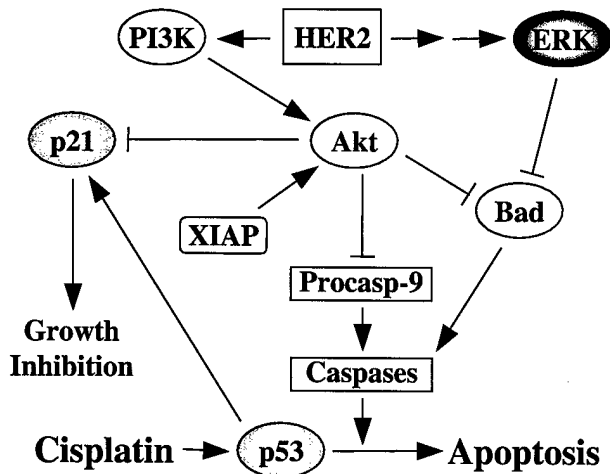 PI3K
HER2
ERK
p21
Akt
XIAP
Bad
Procasp-9
Growth
Inhibition
Caspases
Cisplatin
p53
Apoptosis